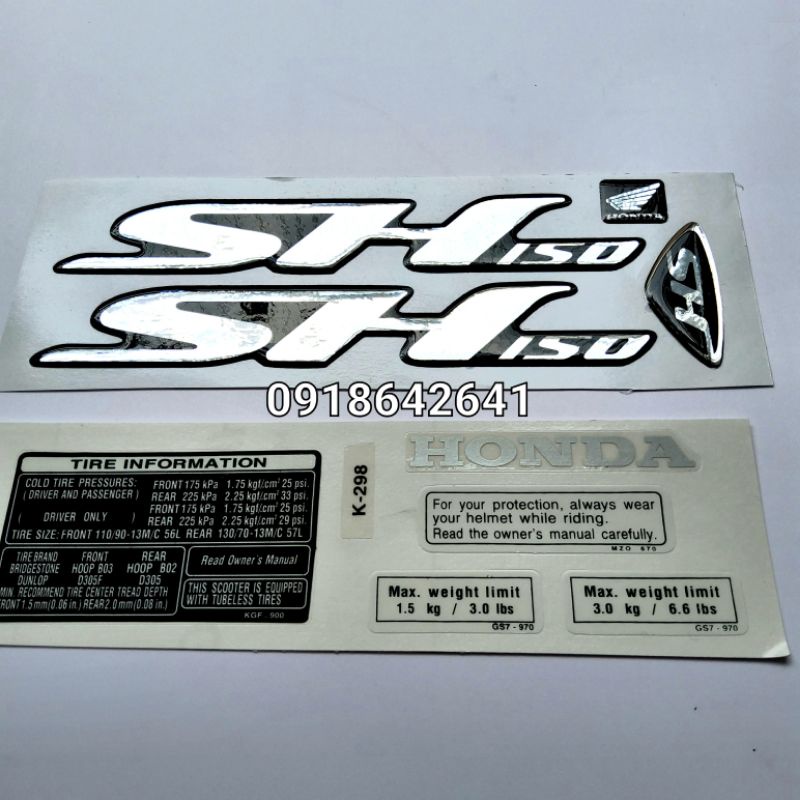 SH150
HONDA
SH150
SH
0918642641
TIRE INFORMATION
COLD TIRE PRESSURES: FRONT 175 kPa 1.75 kgf/cm² 25 psi.
(DRIVER AND PASSENGER) REAR 225 kPa 2.25 kgf/cm² 33 psi.
FRONT 175 kPa 1.75 kgf/cm² 25 psi.
(DRIVER ONLY) REAR 225 kPa 2.25 kgf/cm² 29 psi.
TIRE SIZE: FRONT 110/90-13M/C 56L REAR 130/70-13M/C 57L
TIRE BRAND FRONT REAR
BRIDGESTONE HOOP B03 HOOP B02
DUNLOP D305F D305
MIN. RECOMMEND TIRE CENTER TREAD DEPTH
FRONT 1.5 mm(0.06 in.) REAR 2.0 mm(0.08 in.)
Read Owner's Manual
THIS SCOOTER IS EQUIPPED
WITH TUBELESS TIRES
KGF - 900
K-298
HONDA
For your protection, always wear
your helmet while riding.
Read the owner's manual carefully.
MZO 670
Max. weight limit
1.5 kg / 3.0 lbs
GS7 - 970
Max. weight limit
3.0 kg / 6.6 lbs
GS7 - 970